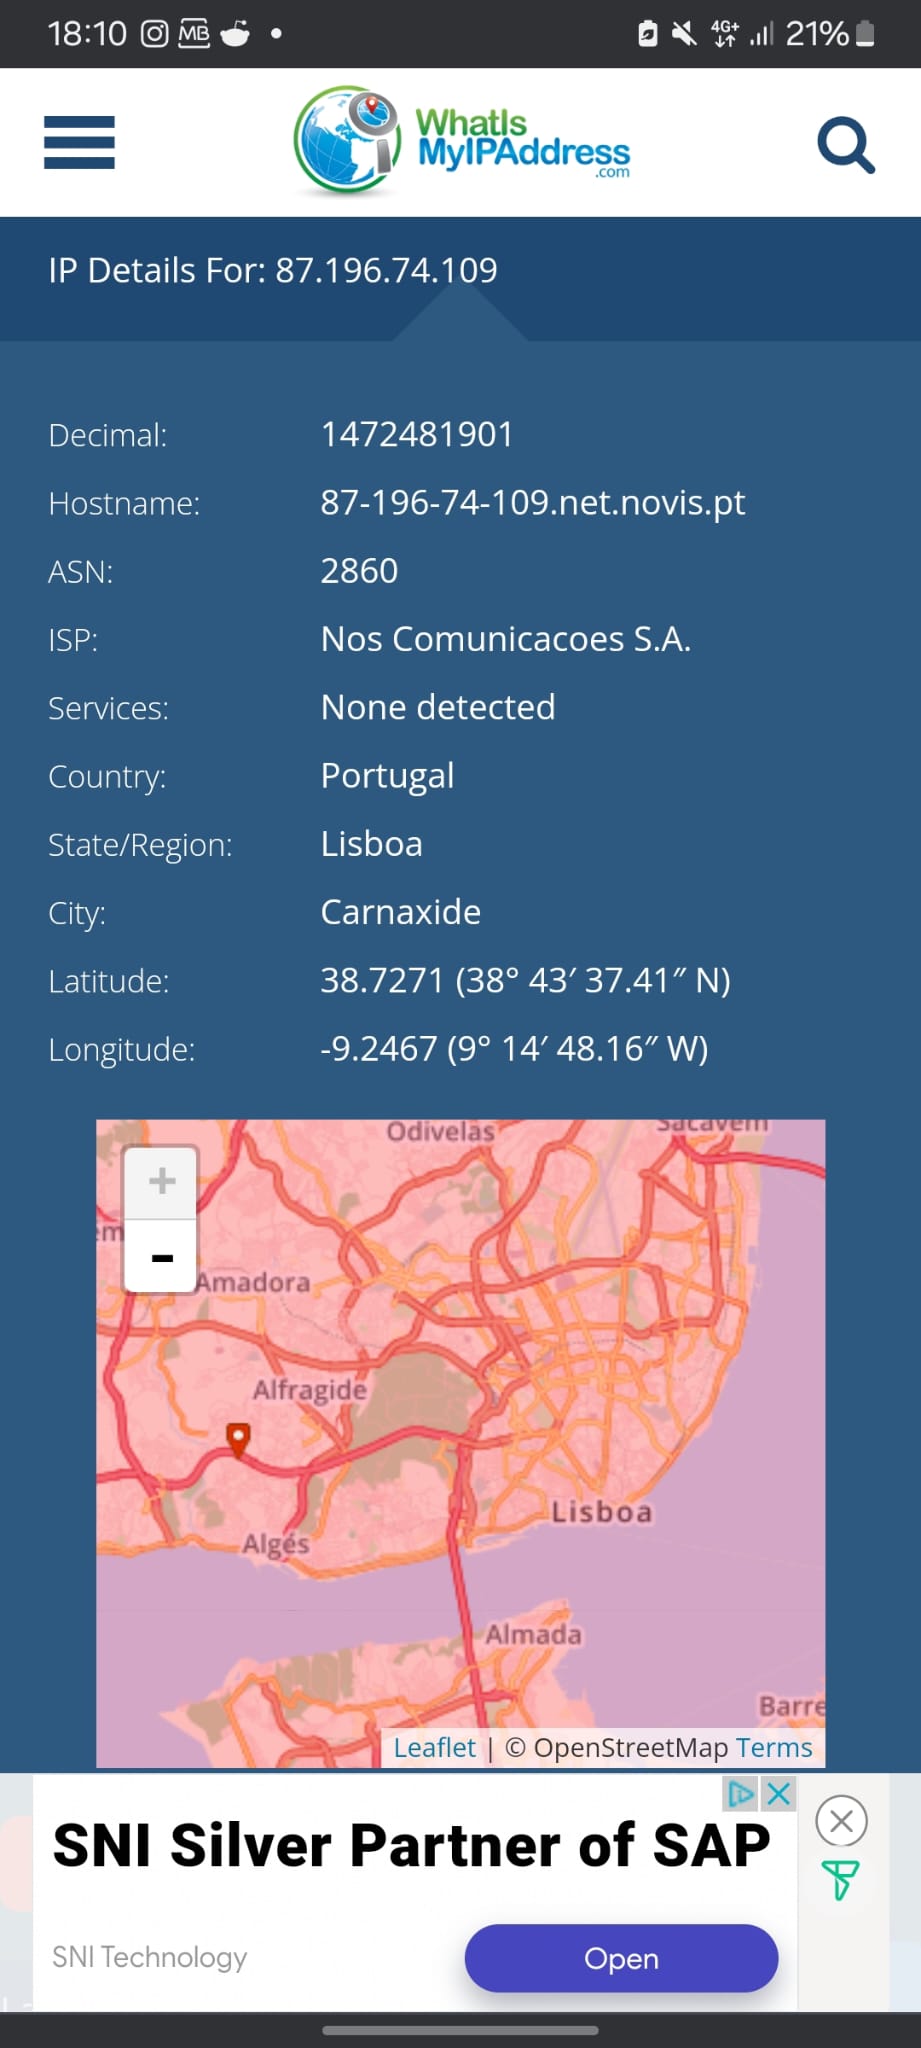 18:10 MB 4G+ 21%
WhatIs
MyIPAddress
.com
IP Details For: 87.196.74.109
Decimal: 1472481901
Hostname: 87-196-74-109.net.novis.pt
ASN: 2860
ISP: Nos Comunicacoes S.A.
Services: None detected
Country: Portugal
State/Region: Lisboa
City: Carnaxide
Latitude: 38.7271 (38° 43′ 37.41″ N)
Longitude: -9.2467 (9° 14′ 48.16″ W)
Odivelas Sacavém
+
em
-
Amadora
Alfragide
Lisboa
Algés
Almada
Barre
Leaflet | © OpenStreetMap Terms
SNI Silver Partner of SAP
SNI Technology
Open